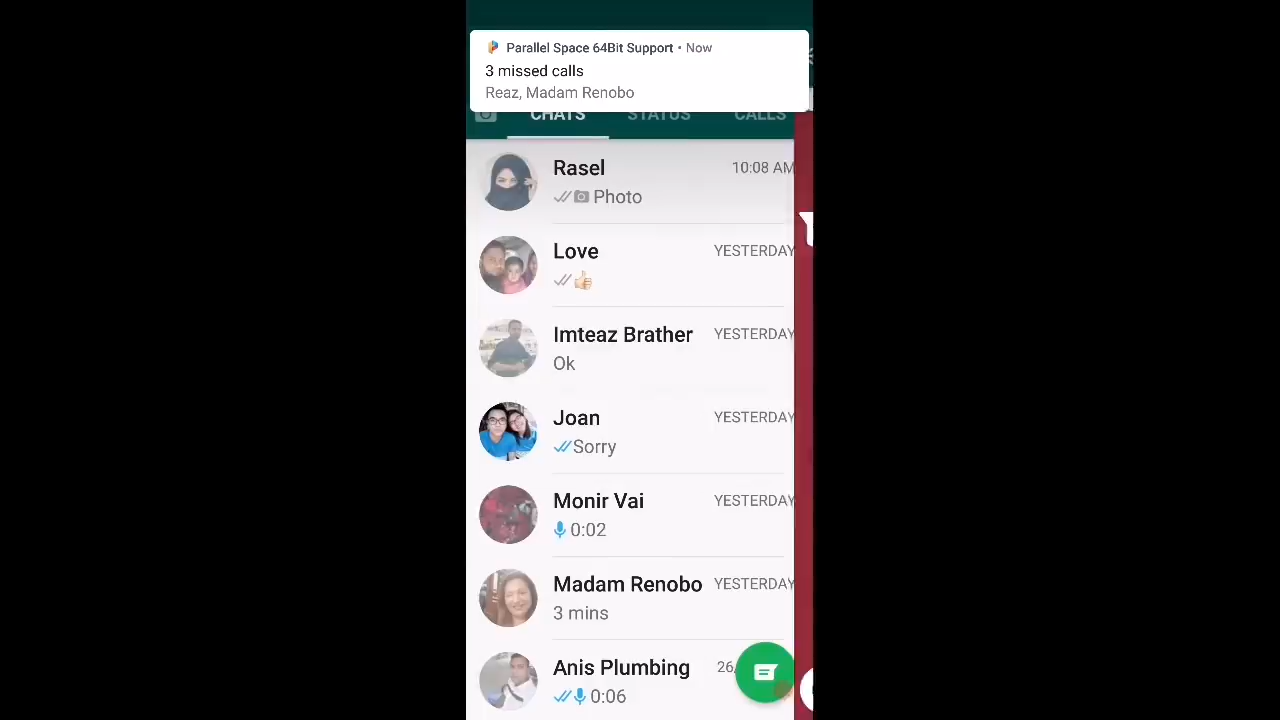 Parallel Space 64Bit Support • Now
3 missed calls
Reaz, Madam Renobo
CHATS STATUS CALLS
Rasel 10:08 AM
Photo
Love YESTERDAY
Imteaz Brather YESTERDAY
Ok
Joan YESTERDAY
Sorry
Monir Vai YESTERDAY
0:02
Madam Renobo YESTERDAY
3 mins
Anis Plumbing 26
0:06